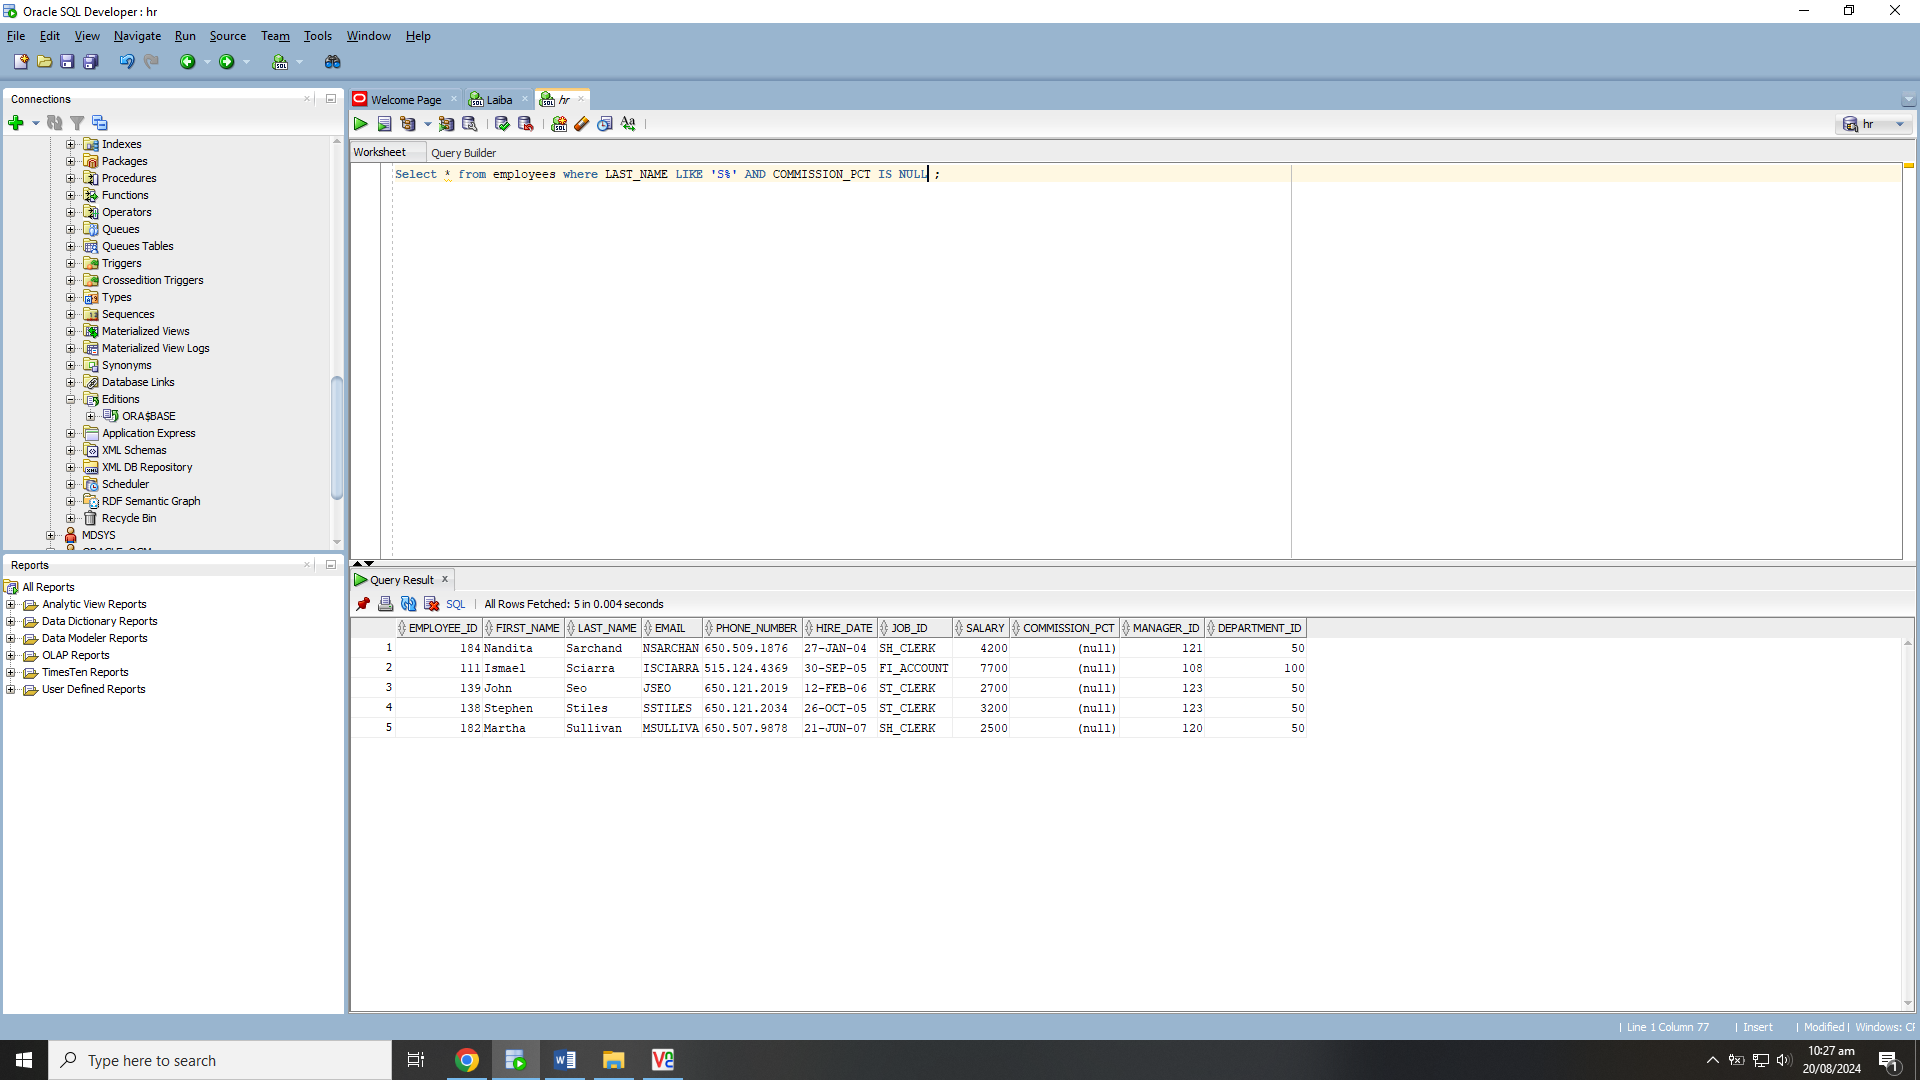 Oracle SQL Developer : hr
File Edit View Navigate Run Source Team Tools Window Help
Connections
Indexes
Packages
Procedures
Functions
Operators
Queues
Queues Tables
Triggers
Crossedition Triggers
Types
Sequences
Materialized Views
Materialized View Logs
Synonyms
Database Links
Editions
ORA$BASE
Application Express
XML Schemas
XML DB Repository
Scheduler
RDF Semantic Graph
Recycle Bin
MDSYS
Reports
All Reports
Analytic View Reports
Data Dictionary Reports
Data Modeler Reports
OLAP Reports
TimesTen Reports
User Defined Reports
Welcome Page Laiba hr
hr
Worksheet Query Builder
Select * from employees where LAST_NAME LIKE 'S%' AND COMMISSION_PCT IS NULL ;
Query Result
SQL | All Rows Fetched: 5 in 0.004 seconds
EMPLOYEE_ID FIRST_NAME LAST_NAME EMAIL PHONE_NUMBER HIRE_DATE JOB_ID SALARY COMMISSION_PCT MANAGER_ID DEPARTMENT_ID
1 184 Nandita Sarchand NSARCHAN 650.509.1876 27-JAN-04 SH_CLERK 4200 (null) 121 50
2 111 Ismael Sciarra ISCIARRA 515.124.4369 30-SEP-05 FI_ACCOUNT 7700 (null) 108 100
3 139 John Seo JSEO 650.121.2019 12-FEB-06 ST_CLERK 2700 (null) 123 50
4 138 Stephen Stiles SSTILES 650.121.2034 26-OCT-05 ST_CLERK 3200 (null) 123 50
5 182 Martha Sullivan MSULLIVA 650.507.9878 21-JUN-07 SH_CLERK 2500 (null) 120 50
| Line 1 Column 77 | Insert | Modified | Windows: CF
Type here to search
10:27 am
20/08/2024
1